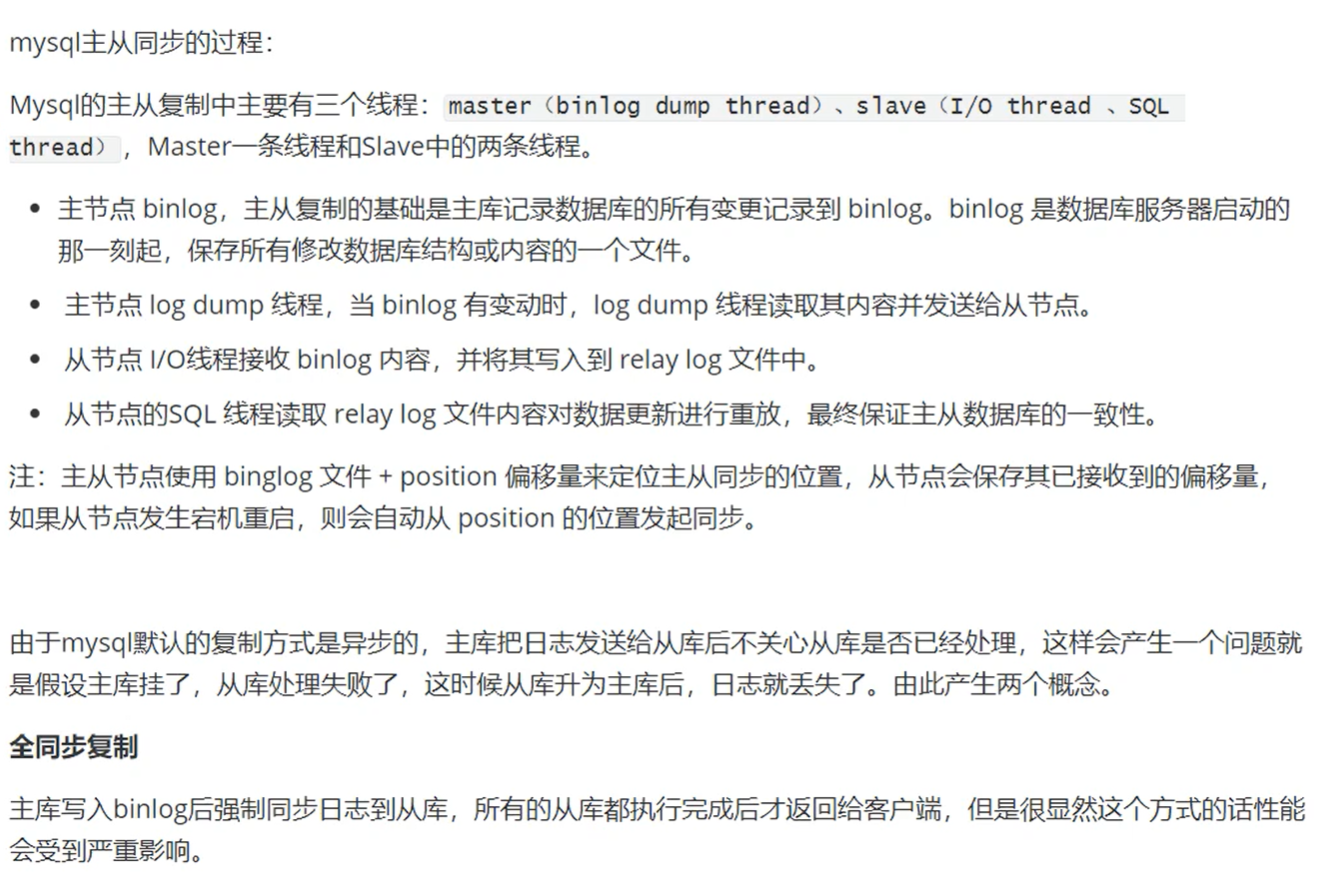 mysql主从同步的过程：
Mysql的主从复制中主要有三个线程：master（binlog dump thread）、slave（I/O thread 、SQL
thread），Master一条线程和Slave中的两条线程。
• 主节点 binlog，主从复制的基础是主库记录数据库的所有变更记录到 binlog。binlog 是数据库服务器启动的
那一刻起，保存所有修改数据库结构或内容的一个文件。
• 主节点 log dump 线程，当 binlog 有变动时，log dump 线程读取其内容并发送给从节点。
• 从节点 I/O线程接收 binlog 内容，并将其写入到 relay log 文件中。
• 从节点的SQL 线程读取 relay log 文件内容对数据更新进行重放，最终保证主从数据库的一致性。
注：主从节点使用 binglog 文件 + position 偏移量来定位主从同步的位置，从节点会保存其已接收到的偏移量，
如果从节点发生宕机重启，则会自动从 position 的位置发起同步。
由于mysql默认的复制方式是异步的，主库把日志发送给从库后不关心从库是否已经处理，这样会产生一个问题就
是假设主库挂了，从库处理失败了，这时候从库升为主库后，日志就丢失了。由此产生两个概念。
全同步复制
主库写入binlog后强制同步日志到从库，所有的从库都执行完成后才返回给客户端，但是很显然这个方式的话性能
会受到严重影响。